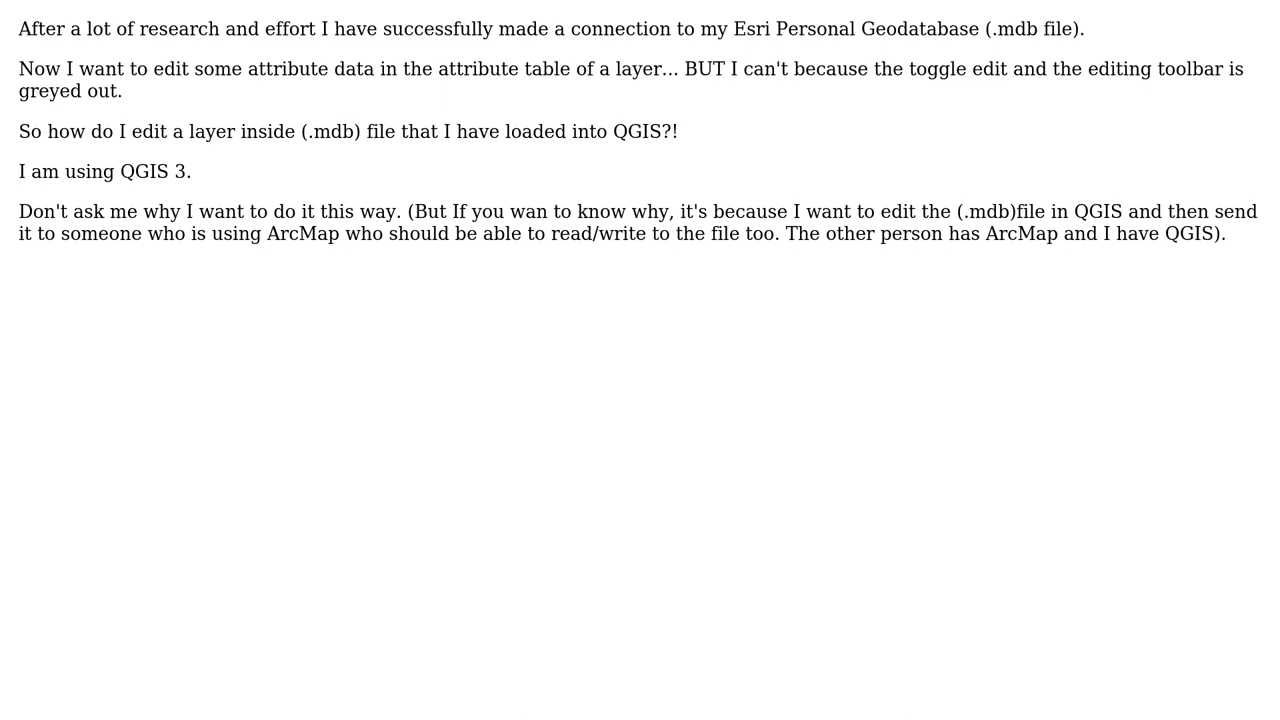 After a lot of research and effort I have successfully made a connection to my Esri Personal Geodatabase (.mdb file).
Now I want to edit some attribute data in the attribute table of a layer... BUT I can't because the toggle edit and the editing toolbar is
greyed out.
So how do I edit a layer inside (.mdb) file that I have loaded into QGIS?!
I am using QGIS 3.
Don't ask me why I want to do it this way. (But If you wan to know why, it's because I want to edit the (.mdb)file in QGIS and then send
it to someone who is using ArcMap who should be able to read/write to the file too. The other person has ArcMap and I have QGIS).